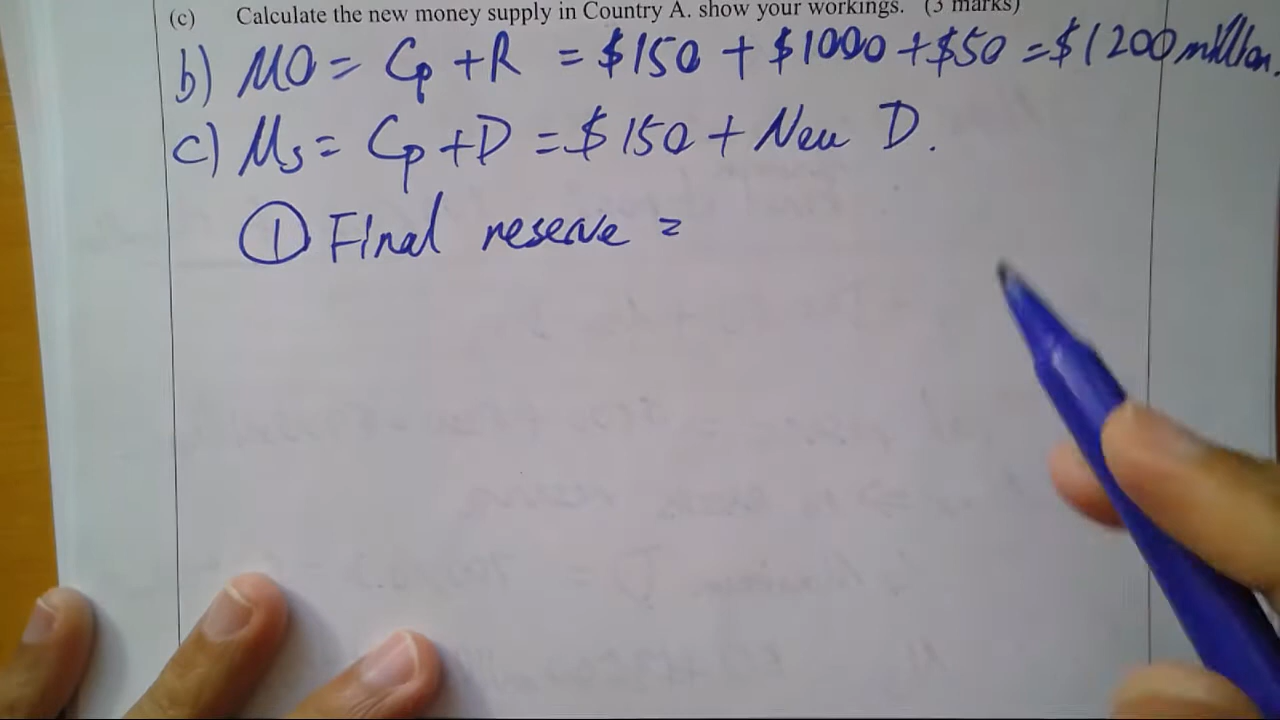 (c) Calculate the new money supply in Country A. show your workings. (3 marks)
b) M0 = Cp + R = $150 + $1000 + $50 = $1200 million.
c) Ms = Cp + D = $150 + New D.
① Final reserve =